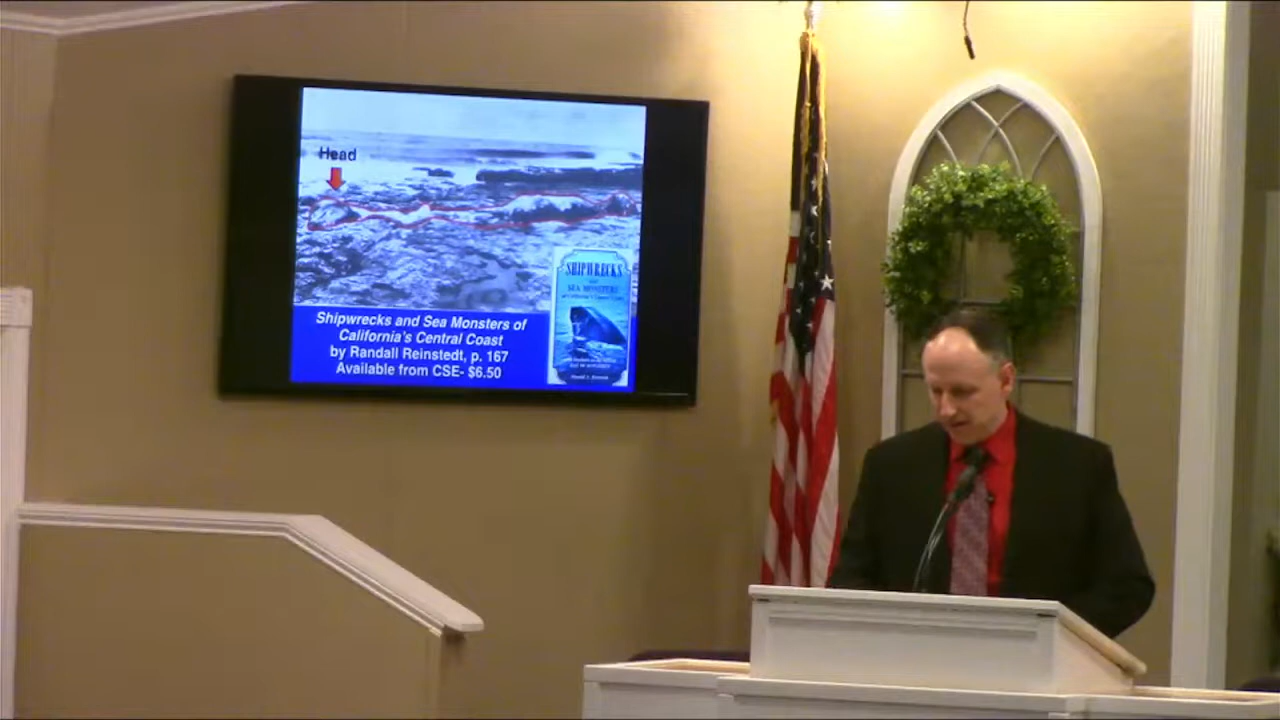 Head
Shipwrecks and Sea Monsters of
California's Central Coast
by Randall Reinstedt, p. 167
Available from CSE- $6.50
SHIPWRECKS
SEA MONSTERS